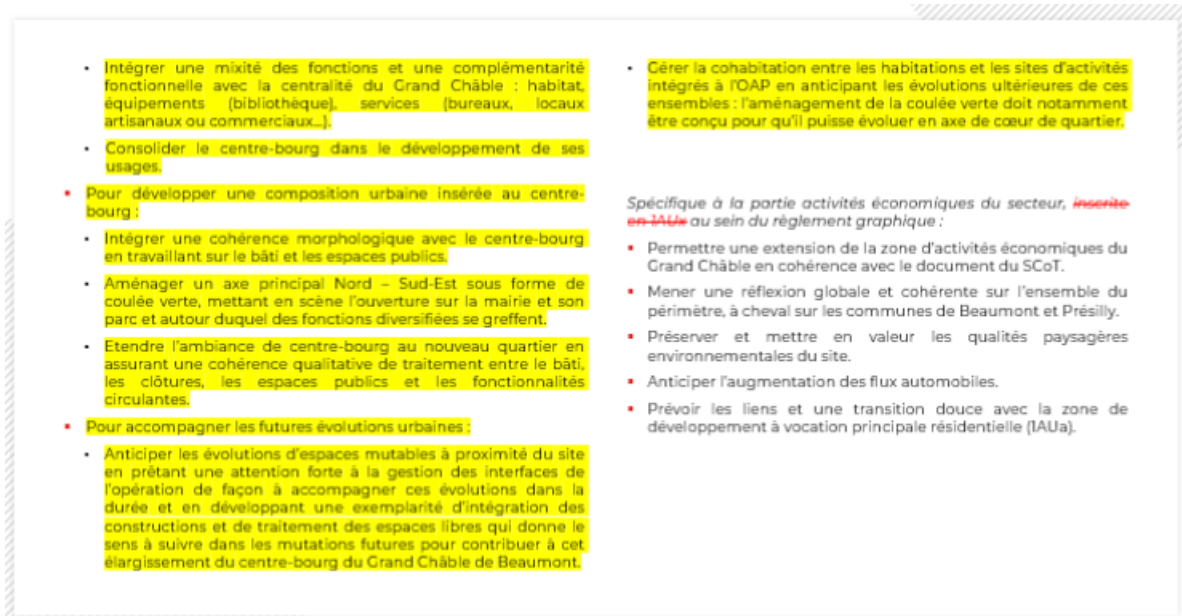 • Intégrer une mixité des fonctions et une complémentarité
fonctionnelle avec la centralité du Grand Châble : habitat,
équipements (bibliothèque), services (bureaux, locaux
artisanaux ou commerciaux...).
• Consolider le centre-bourg dans le développement de ses
usages.
▪ Pour développer une composition urbaine insérée au centre-
bourg :
• Intégrer une cohérence morphologique avec le centre-bourg
en travaillant sur le bâti et les espaces publics.
• Aménager un axe principal Nord – Sud-Est sous forme de
coulée verte, mettant en scène l'ouverture sur la mairie et son
parc et autour duquel des fonctions diversifiées se greffent.
• Etendre l'ambiance de centre-bourg au nouveau quartier en
assurant une cohérence qualitative de traitement entre le bâti,
les clôtures, les espaces publics et les fonctionnalités
circulantes.
▪ Pour accompagner les futures évolutions urbaines :
• Anticiper les évolutions d'espaces mutables à proximité du site
en prêtant une attention forte à la gestion des interfaces de
l'opération de façon à accompagner ces évolutions dans la
durée et en développant une exemplarité d'intégration des
constructions et de traitement des espaces libres qui donne le
sens à suivre dans les mutations futures pour contribuer à cet
élargissement du centre-bourg du Grand Châble de Beaumont.
• Gérer la cohabitation entre les habitations et les sites d'activités
intégrés à l'OAP en anticipant les évolutions ultérieures de ces
ensembles : l'aménagement de la coulée verte doit notamment
être conçu pour qu'il puisse évoluer en axe de cœur de quartier.
Spécifique à la partie activités économiques du secteur, inscrite
en 1AUx au sein du règlement graphique :
▪ Permettre une extension de la zone d'activités économiques du
Grand Châble en cohérence avec le document du SCoT.
▪ Mener une réflexion globale et cohérente sur l'ensemble du
périmètre, à cheval sur les communes de Beaumont et Présilly.
▪ Préserver et mettre en valeur les qualités paysagères
environnementales du site.
▪ Anticiper l'augmentation des flux automobiles.
▪ Prévoir les liens et une transition douce avec la zone de
développement à vocation principale résidentielle (1AUa).